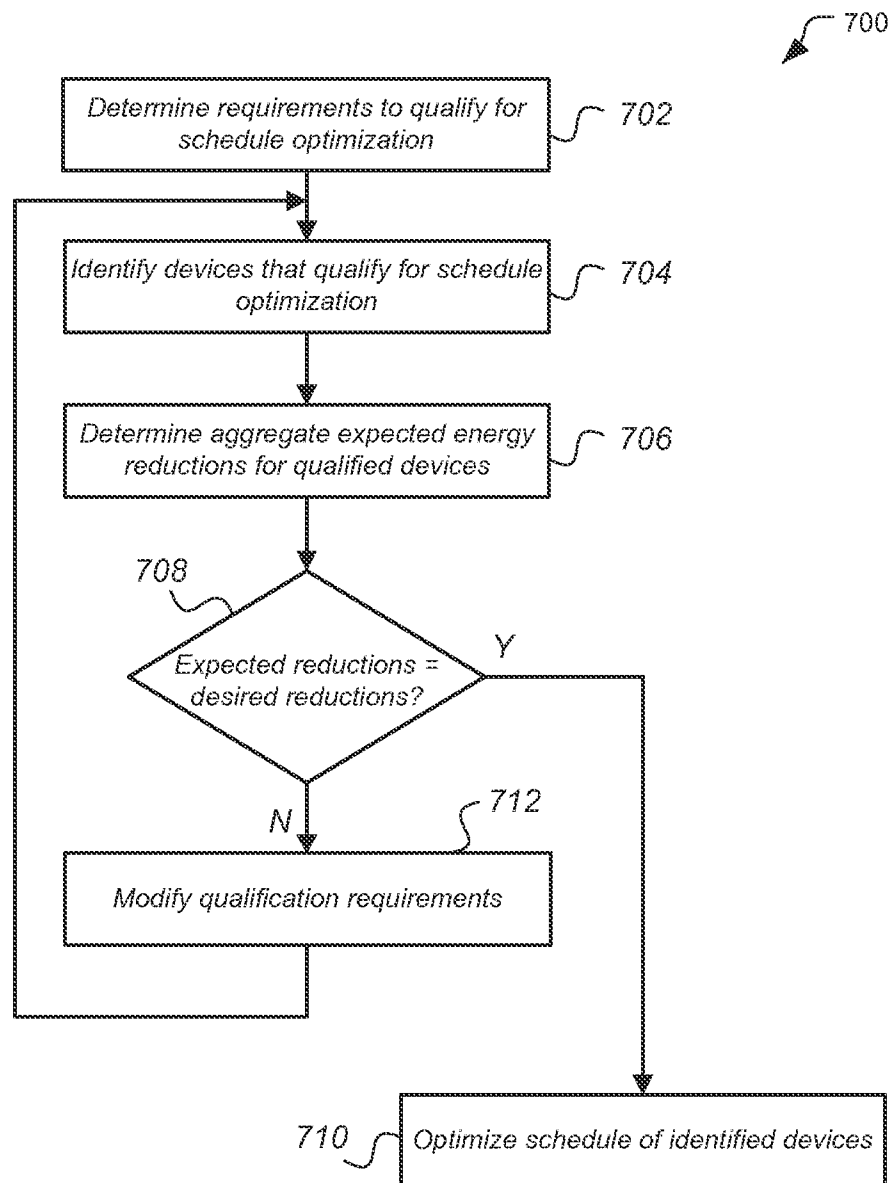 700
Determine requirements to qualify for
schedule optimization
702
Identify devices that qualify for schedule
optimization
704
Determine aggregate expected energy
reductions for qualified devices
706
708
Expected reductions =
desired reductions?
Y
N
712
Modify qualification requirements
710
Optimize schedule of identified devices